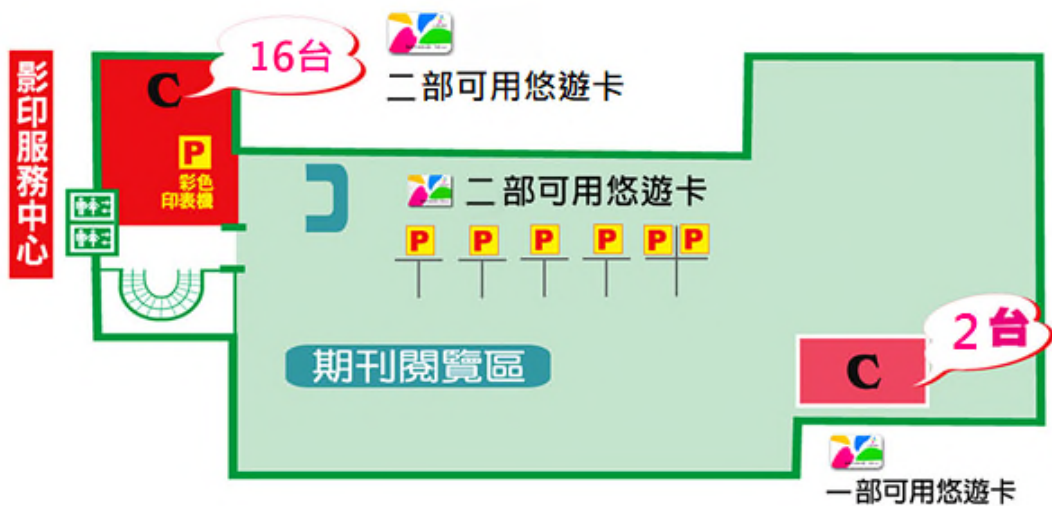 影印服務中心
C
16台
二部可用悠遊卡
P
彩色
印表機
二部可用悠遊卡
P P P P P P
期刊閱覽區
C
2台
一部可用悠遊卡